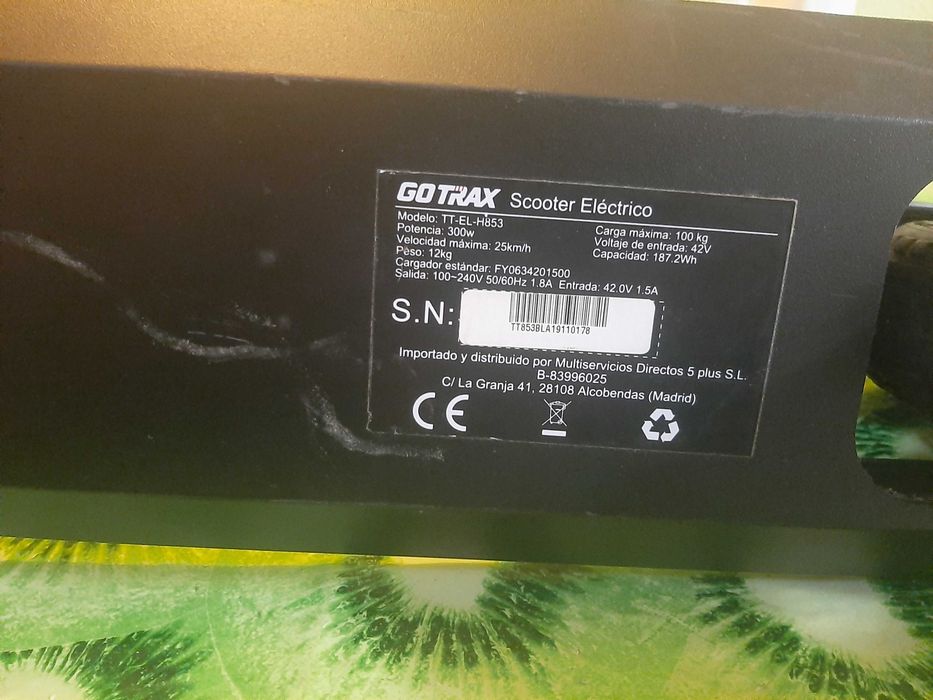 GOTRAX Scooter Eléctrico
Modelo: TT-EL-H853
Potencia: 300w
Velocidad máxima: 25km/h
Peso: 12kg
Carga máxima: 100 kg
Voltaje de entrada: 42V
Capacidad: 187.2Wh
Cargador estándar: FY0634201500
Salida: 100~240V 50/60Hz 1.8A Entrada: 42.0V 1.5A
S.N:
TT853BLA19110178
Importado y distribuido por Multiservicios Directos 5 plus S.L.
B-83996025
C/ La Granja 41, 28108 Alcobendas (Madrid)
CE